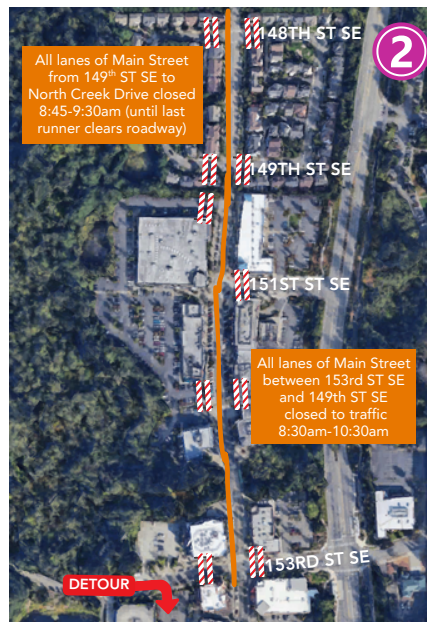 148TH ST SE
2
All lanes of Main Street
from 149th ST SE to
North Creek Drive closed
8:45-9:30am (until last
runner clears roadway)
149TH ST SE
151ST ST SE
All lanes of Main Street
between 153rd ST SE
and 149th ST SE
closed to traffic
8:30am-10:30am
153RD ST SE
DETOUR